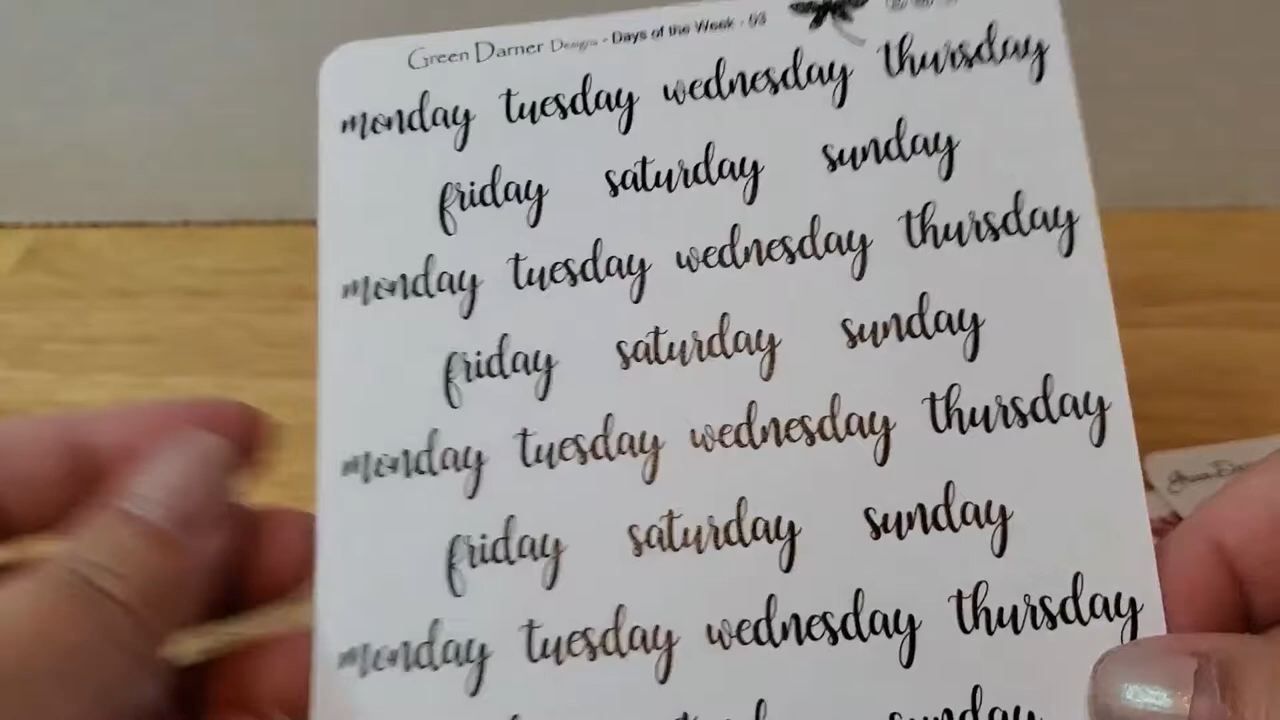 Green Darner Designs - Days of the Week - 03
monday tuesday wednesday thursday
friday saturday sunday
monday tuesday wednesday thursday
friday saturday sunday
monday tuesday wednesday thursday
friday saturday sunday
monday tuesday wednesday thursday
sunday